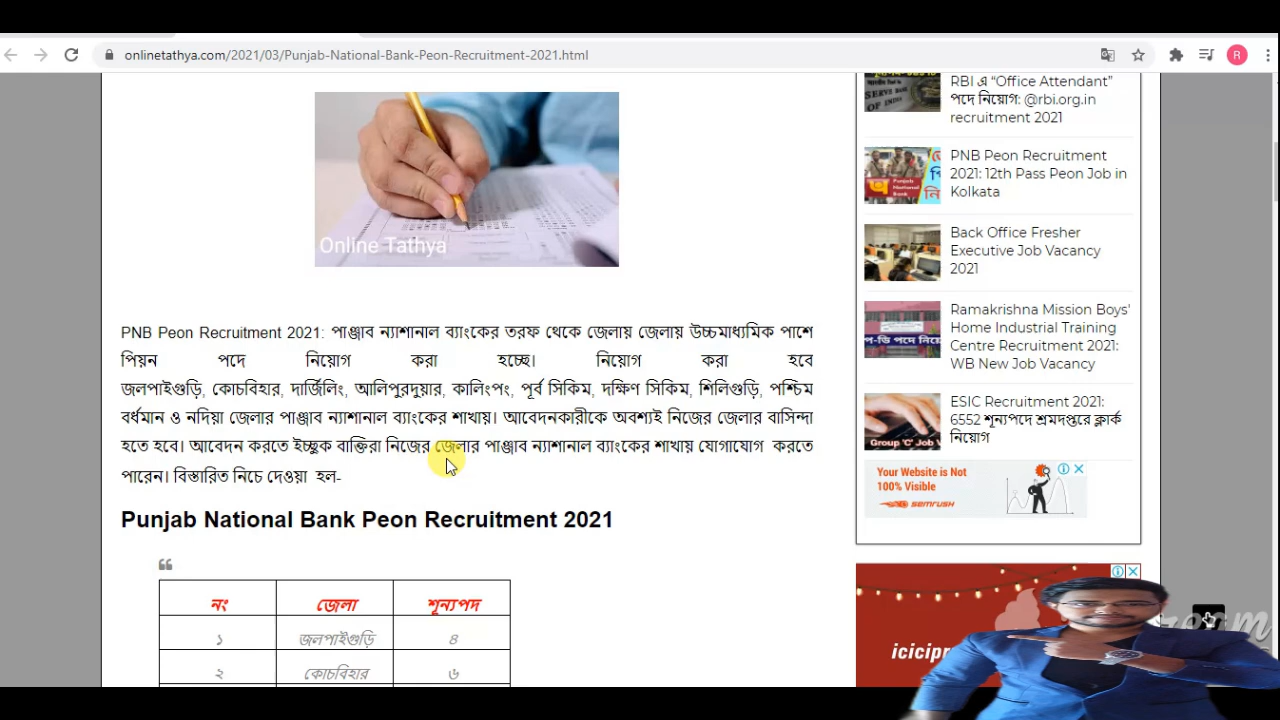 onlinetathya.com/2021/03/Punjab-National-Bank-Peon-Recruitment-2021.html
R
Online Tathya
PNB Peon Recruitment 2021: পাঞ্জাব ন্যাশানাল ব্যাংকের তরফ থেকে জেলায় জেলায় উচ্চমাধ্যমিক পাশে
পিয়ন পদে নিয়োগ করা হচ্ছে। নিয়োগ করা হবে
জলপাইগুড়ি, কোচবিহার, দার্জিলিং, আলিপুরদুয়ার, কালিংপং, পূর্ব সিকিম, দক্ষিণ সিকিম, শিলিগুড়ি, পশ্চিম
বর্ধমান ও নদিয়া জেলার পাঞ্জাব ন্যাশানাল ব্যাংকের শাখায়। আবেদনকারীকে অবশ্যই নিজের জেলার বাসিন্দা
হতে হবে। আবেদন করতে ইচ্ছুক ব্যক্তিরা নিজের জেলার পাঞ্জাব ন্যাশানাল ব্যাংকের শাখায় যোগাযোগ করতে
পারেন। বিস্তারিত নিচে দেওয়া হল-
Punjab National Bank Peon Recruitment 2021
❝
নং জেলা শূন্যপদ
১ জলপাইগুড়ি ৪
২ কোচবিহার ৬
SERVE BANK
OF INDIA
RBI এ “Office Attendant”
পদে নিয়োগ: @rbi.org.in
recruitment 2021
PNB Peon Recruitment
2021: 12th Pass Peon Job in
Kolkata
Back Office Fresher
Executive Job Vacancy
2021
Ramakrishna Mission Boys'
Home Industrial Training
Centre Recruitment 2021:
WB New Job Vacancy
ESIC Recruitment 2021:
6552 শূন্যপদে শ্রমদপ্তরে ক্লার্ক
নিয়োগ
Group 'C' Job
Your Website is Not
100% Visible
SEMRUSH
icicipr